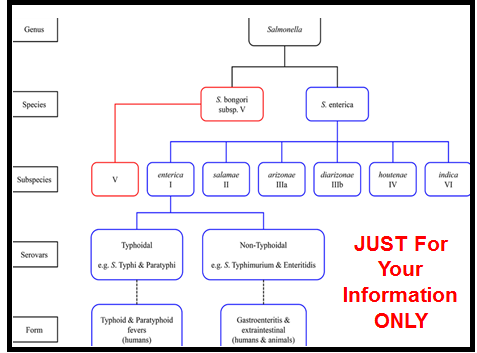 Genus
Salmonella
Species
S. bongori
subsp. V
S. enterica
Subspecies
V
enterica
I
salamae
II
arizonae
IIIa
diarizonae
IIIb
houtenae
IV
indica
VI
Serovars
Typhoidal
e.g. S. Typhi & Paratyphi
Non-Typhoidal
e.g. S. Typhimurium & Enteritidis
JUST For
Your
Information
ONLY
Form
Typhoid & Paratyphoid
fevers
(humans)
Gastroenteritis &
extraintestinal
(humans & animals)